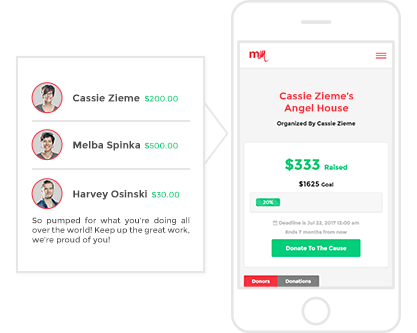 Cassie Zieme $200.00
Melba Spinka $500.00
Harvey Osinski $30.00
So pumped for what you're doing all
over the world! Keep up the great work,
we're proud of you!
m
Cassie Zieme's
Angel House
Organized By Cassie Zieme
$333 Raised
$1625 Goal
20%
Deadline is Jul 22, 2017 12:00 am
Ends 7 months from now
Donate To The Cause
Donors Donations